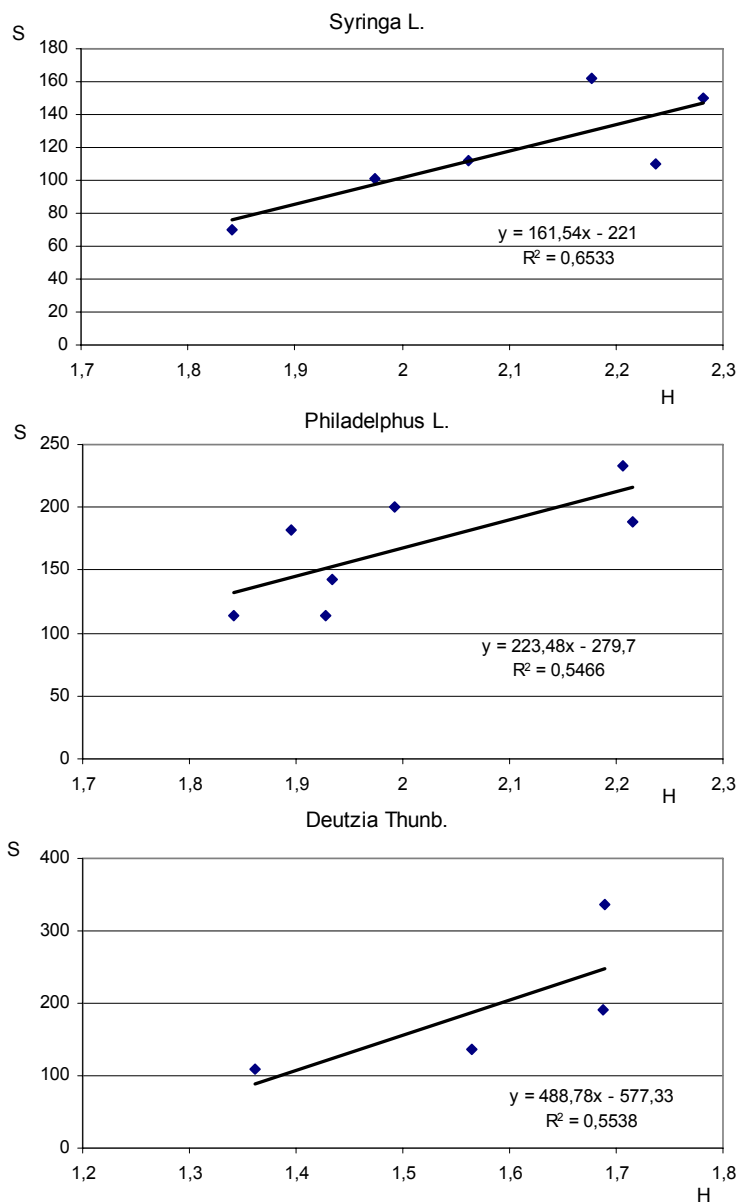 Syringa L.
S
180
160
140
120
100
80
60
40
20
0
y = 161,54x - 221
R² = 0,6533
1,7 1,8 1,9 2 2,1 2,2 2,3
H
Philadelphus L.
S
250
200
150
100
50
0
y = 223,48x - 279,7
R² = 0,5466
1,7 1,8 1,9 2 2,1 2,2 2,3
H
Deutzia Thunb.
S
400
300
200
100
0
y = 488,78x - 577,33
R² = 0,5538
1,2 1,3 1,4 1,5 1,6 1,7 1,8
H